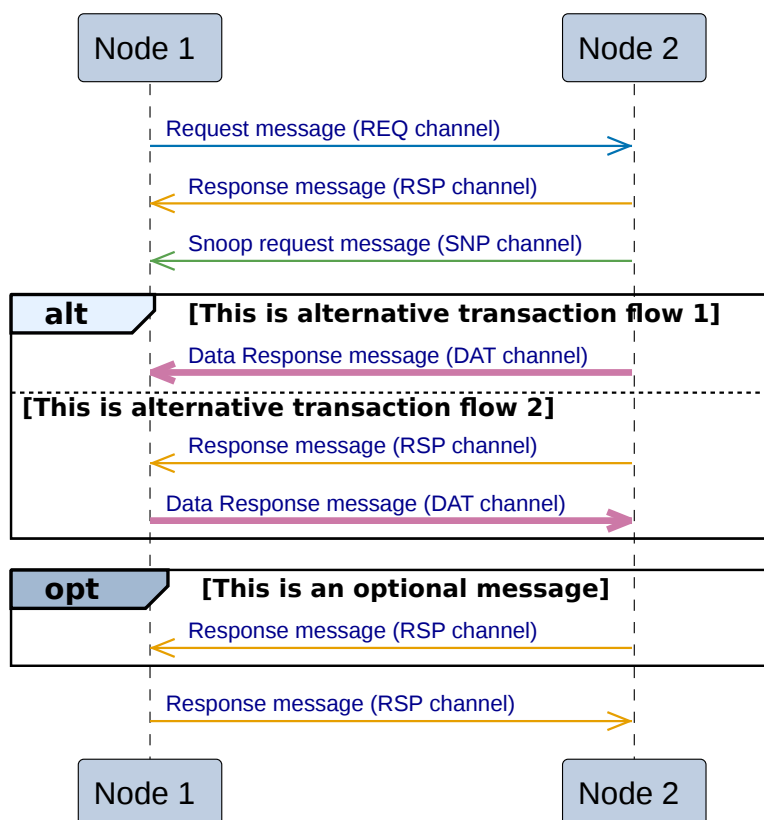 Node 1 Node 2
Request message (REQ channel)
Response message (RSP channel)
Snoop request message (SNP channel)
alt [This is alternative transaction flow 1]
Data Response message (DAT channel)
[This is alternative transaction flow 2]
Response message (RSP channel)
Data Response message (DAT channel)
opt [This is an optional message]
Response message (RSP channel)
Response message (RSP channel)
Node 1 Node 2